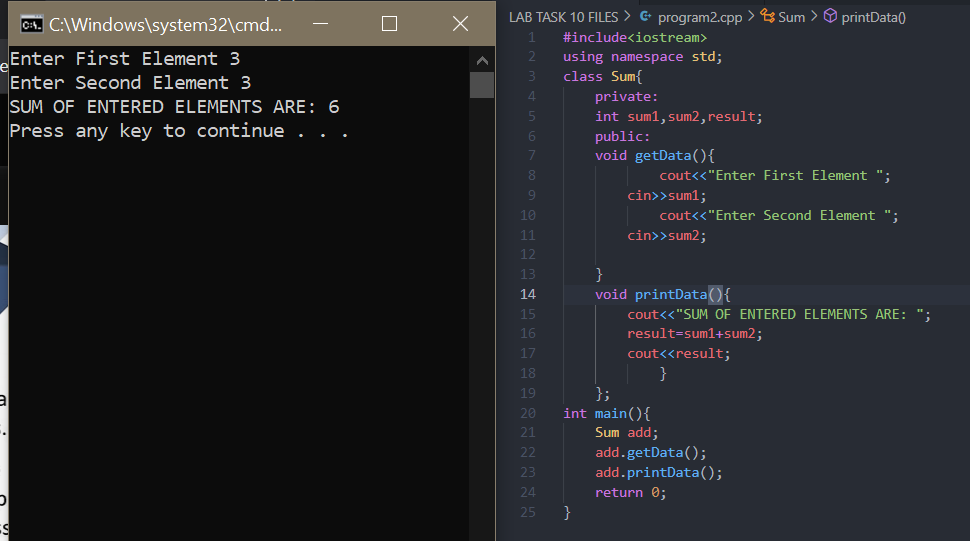 C:\Windows\system32\cmd...
Enter First Element 3
Enter Second Element 3
SUM OF ENTERED ELEMENTS ARE: 6
Press any key to continue . . .
LAB TASK 10 FILES > program2.cpp > Sum > printData()
1 #include<iostream>
2 using namespace std;
3 class Sum{
4 private:
5 int sum1,sum2,result;
6 public:
7 void getData(){
8 cout<<"Enter First Element ";
9 cin>>sum1;
10 cout<<"Enter Second Element ";
11 cin>>sum2;
12
13 }
14 void printData(){
15 cout<<"SUM OF ENTERED ELEMENTS ARE: ";
16 result=sum1+sum2;
17 cout<<result;
18 }
19 };
20 int main(){
21 Sum add;
22 add.getData();
23 add.printData();
24 return 0;
25 }